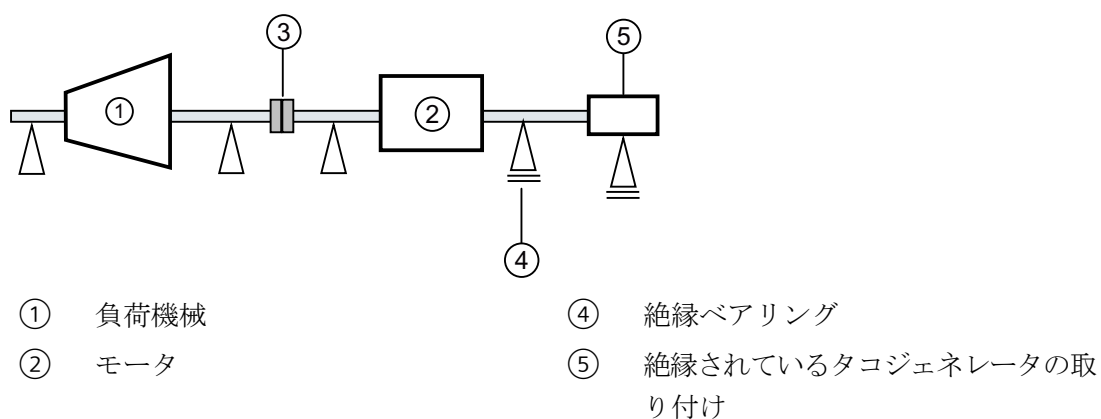 ③
⑤
①
②
④
① 負荷機械
② モータ
④ 絶縁ベアリング
⑤ 絶縁されているタコジェネレータの取
り付け